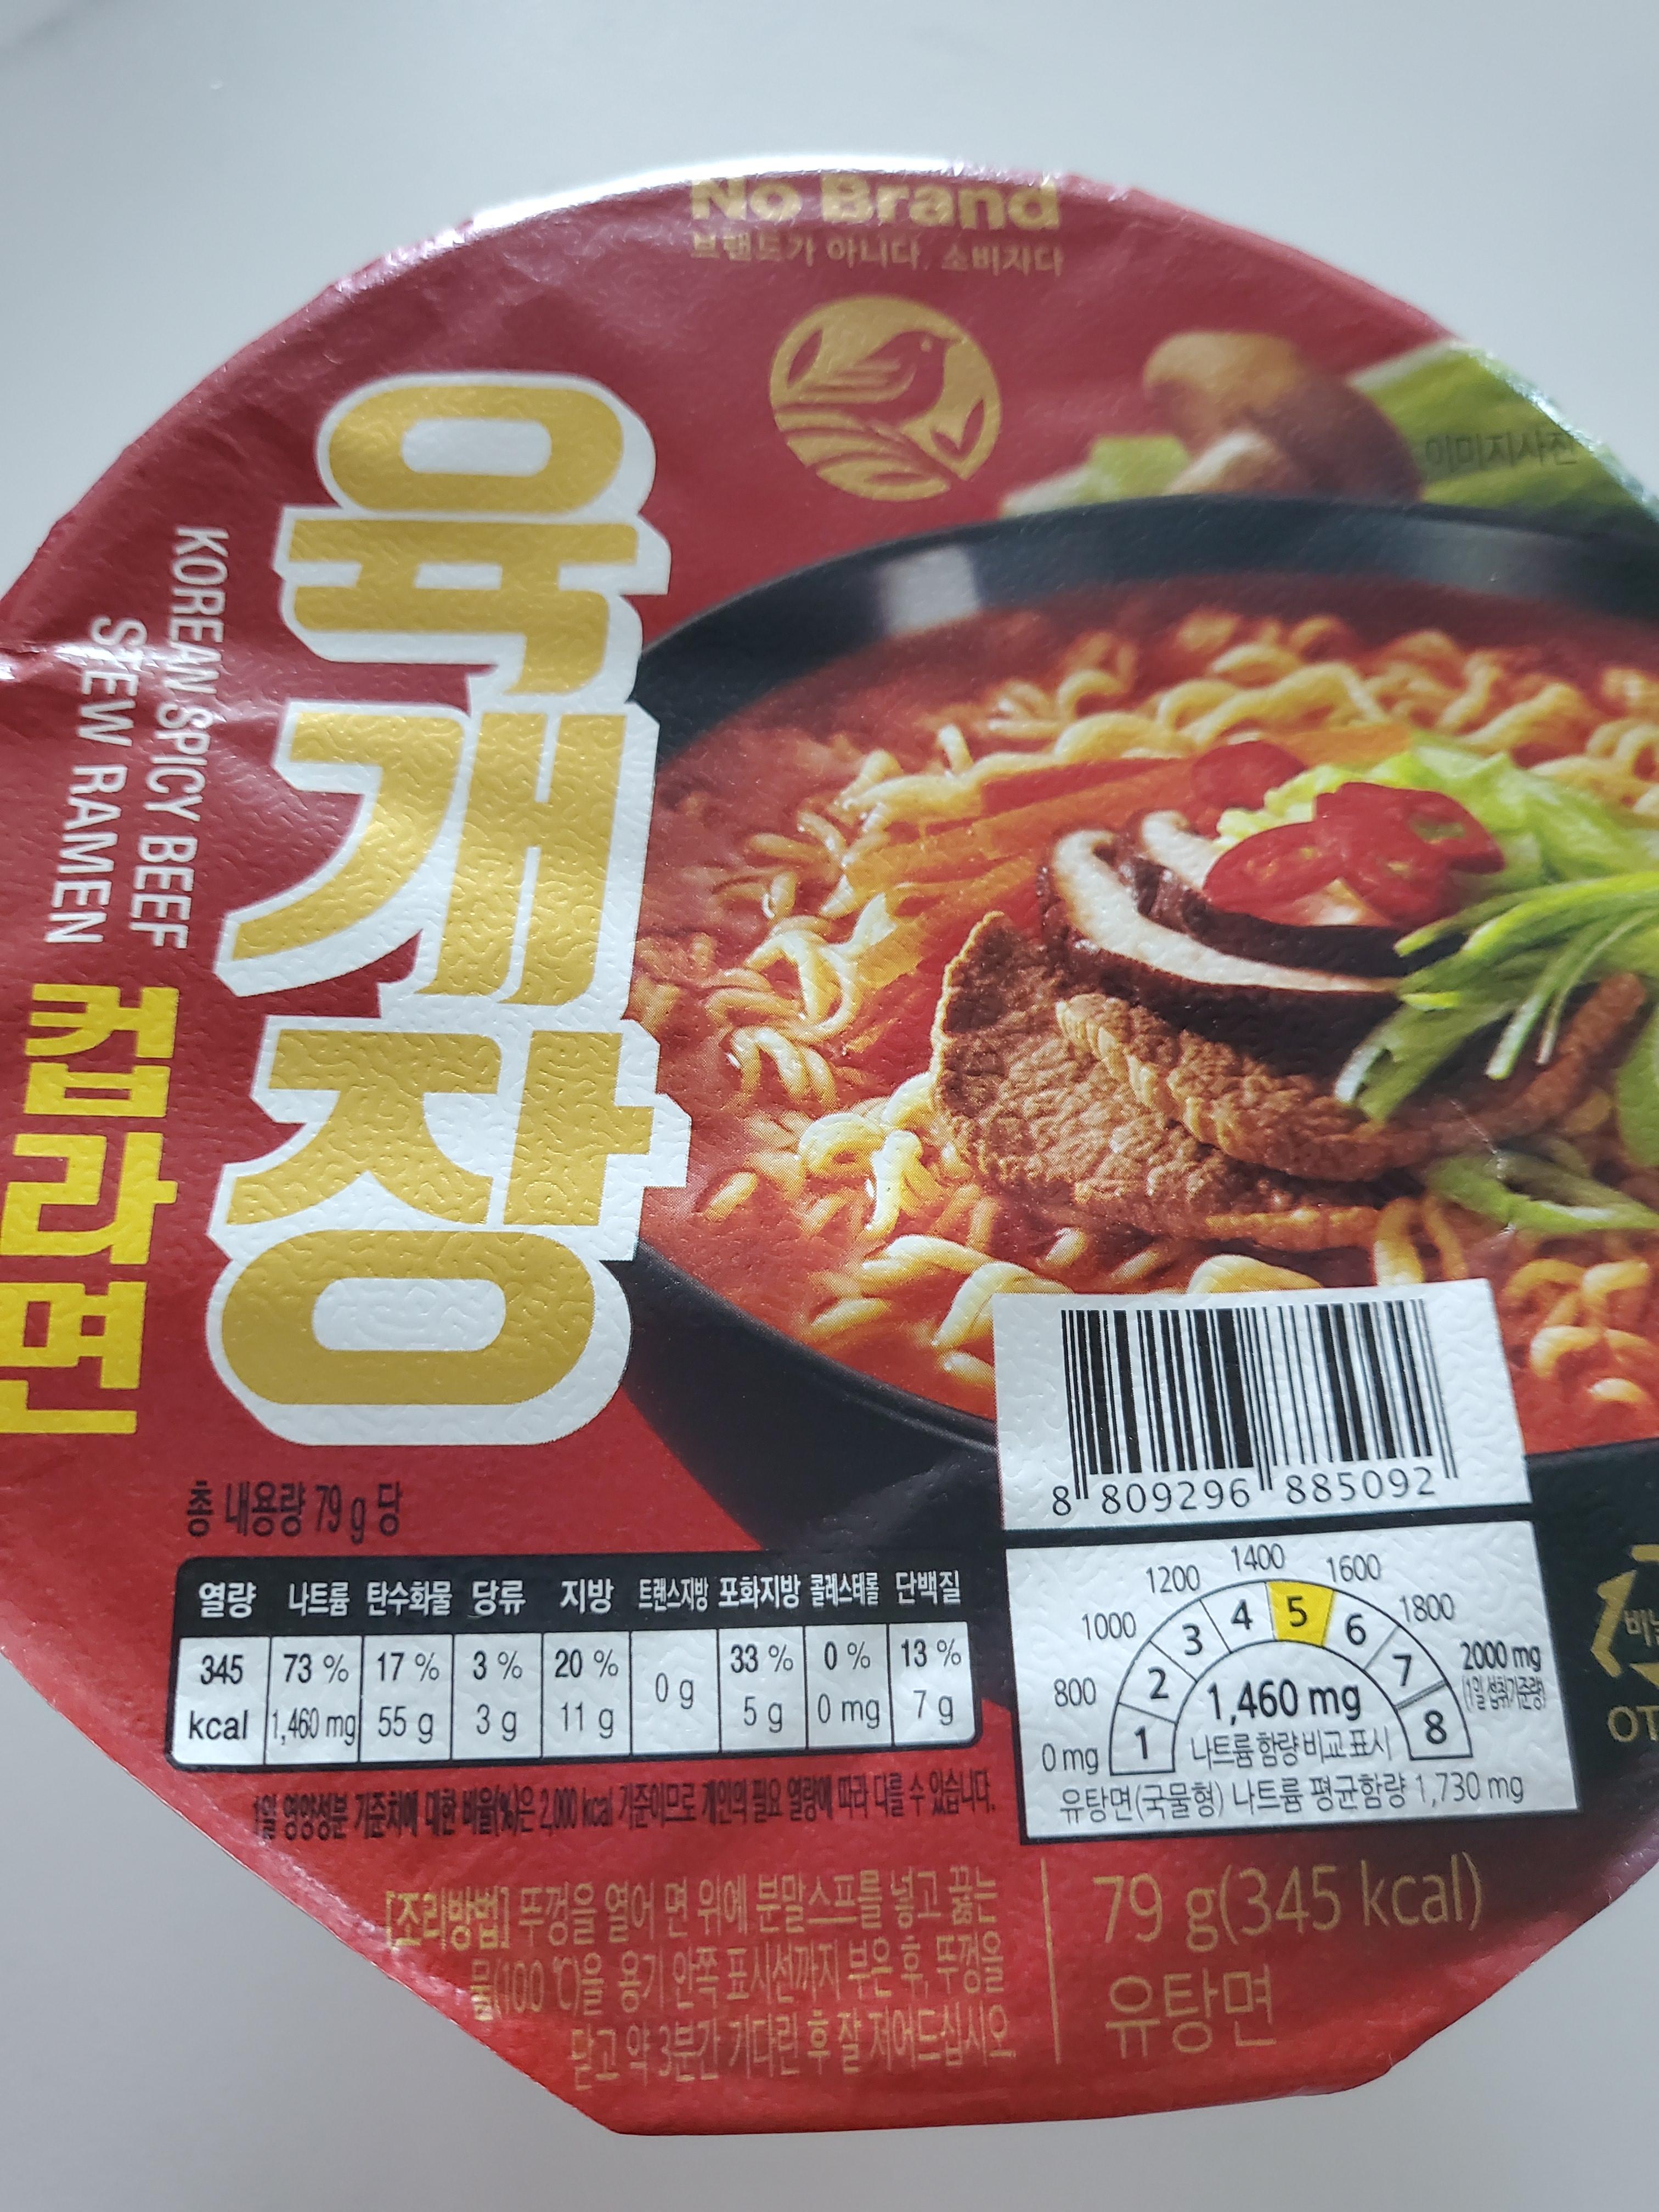 No Brand
브랜드가 아니다. 소비자다
이미지사진
육개장
KOREAN SPICY BEEF
STEW RAMEN
컵라면
8 809296 885092
총 내용량 79 g 당
열량 나트륨 탄수화물 당류 지방 트랜스지방 포화지방 콜레스테롤 단백질
345 73 % 17 % 3 % 20 % 0 g 33 % 0 % 13 %
kcal 1,460 mg 55 g 3 g 11 g 5 g 0 mg 7 g
1일 영양성분 기준치에 대한 비율(%)은 2,000 kcal 기준이므로 개인의 필요 열량에 따라 다를 수 있습니다.
0 mg 800 1000 1200 1400 1600 1800 2000 mg
(1일 섭취기준량)
1 2 3 4 5 6 7 8
1,460 mg
나트륨 함량 비교 표시
유탕면(국물형) 나트륨 평균함량 1,730 mg
[조리방법] 뚜껑을 열어 면 위에 분말스프를 넣고 끓는
물(100 ℃)을 용기 안쪽 표시선까지 부은 후, 뚜껑을
닫고 약 3분간 기다린 후 잘 저어드십시오.
79 g(345 kcal)
유탕면